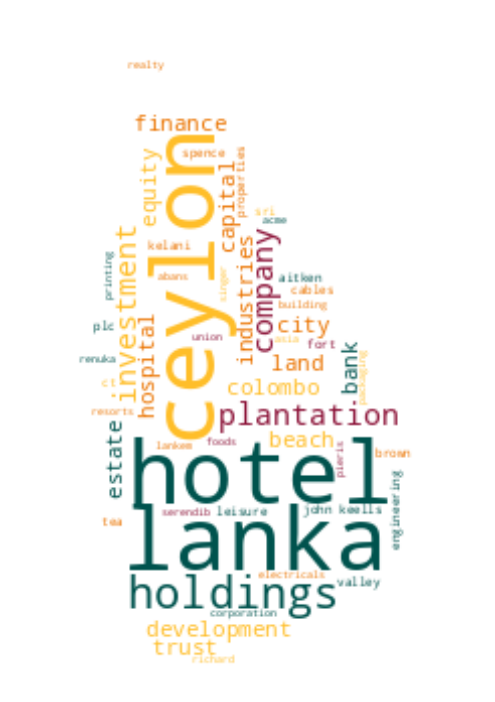 realty
finance
spence
equity
capital
properties
sri
acme
ceylon
company
kelani
industries
investment
printing
abans
singer
aitken
cables
building
plc
hospital
city
union
asia
fort
renuka
land
bank
ct
colombo
resorts
plantation
estate
lankem
foods
beach
pieris
brown
hotel
engineering
tea
serendib
leisure
john keells
lanka
electricals
valley
holdings
corporation
development
trust
richard